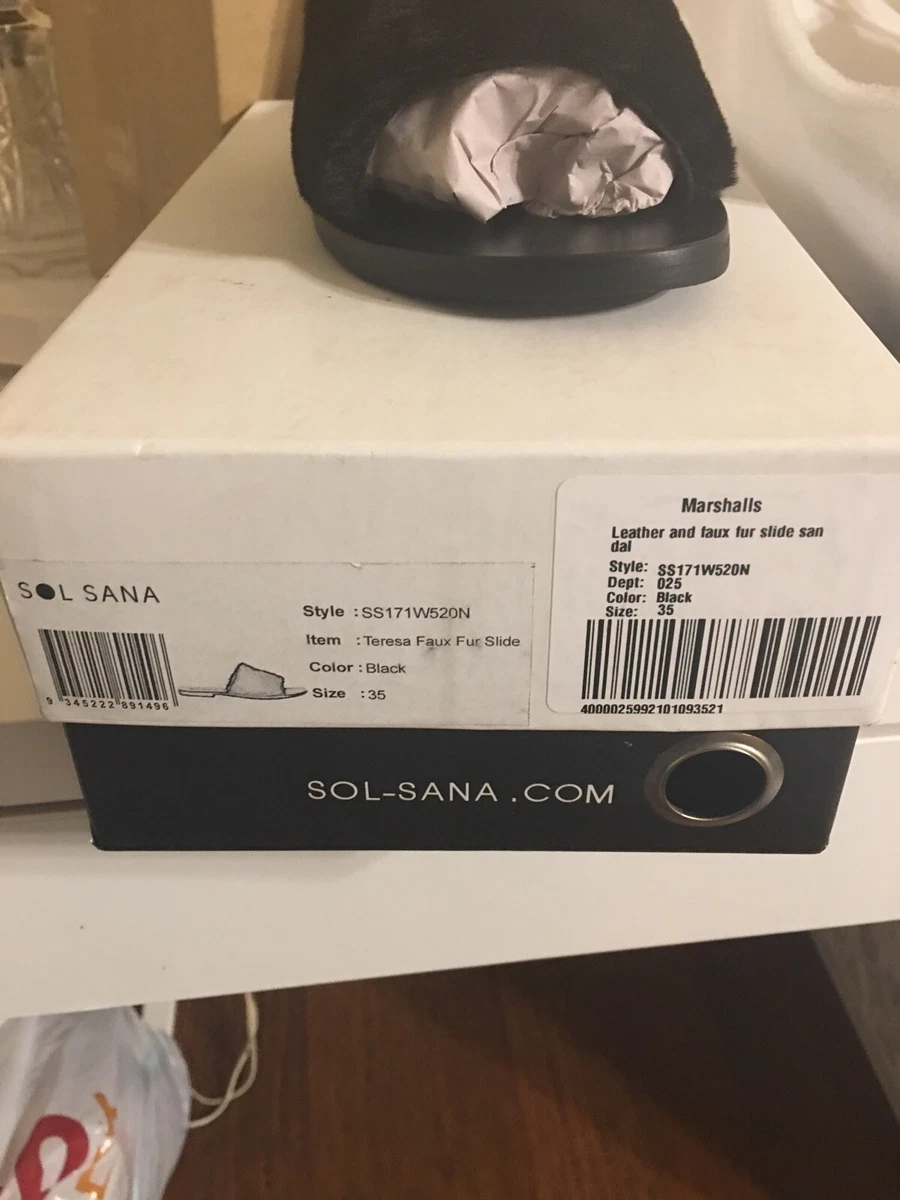 Marshalls
Leather and faux fur slide san
dal
Style: SS171W520N
Dept: 025
Color: Black
Size: 35
4000025992101093521
SOL SANA
Style : SS171W520N
Item : Teresa Faux Fur Slide
Color : Black
Size : 35
9 345222 891496
SOL-SANA .COM